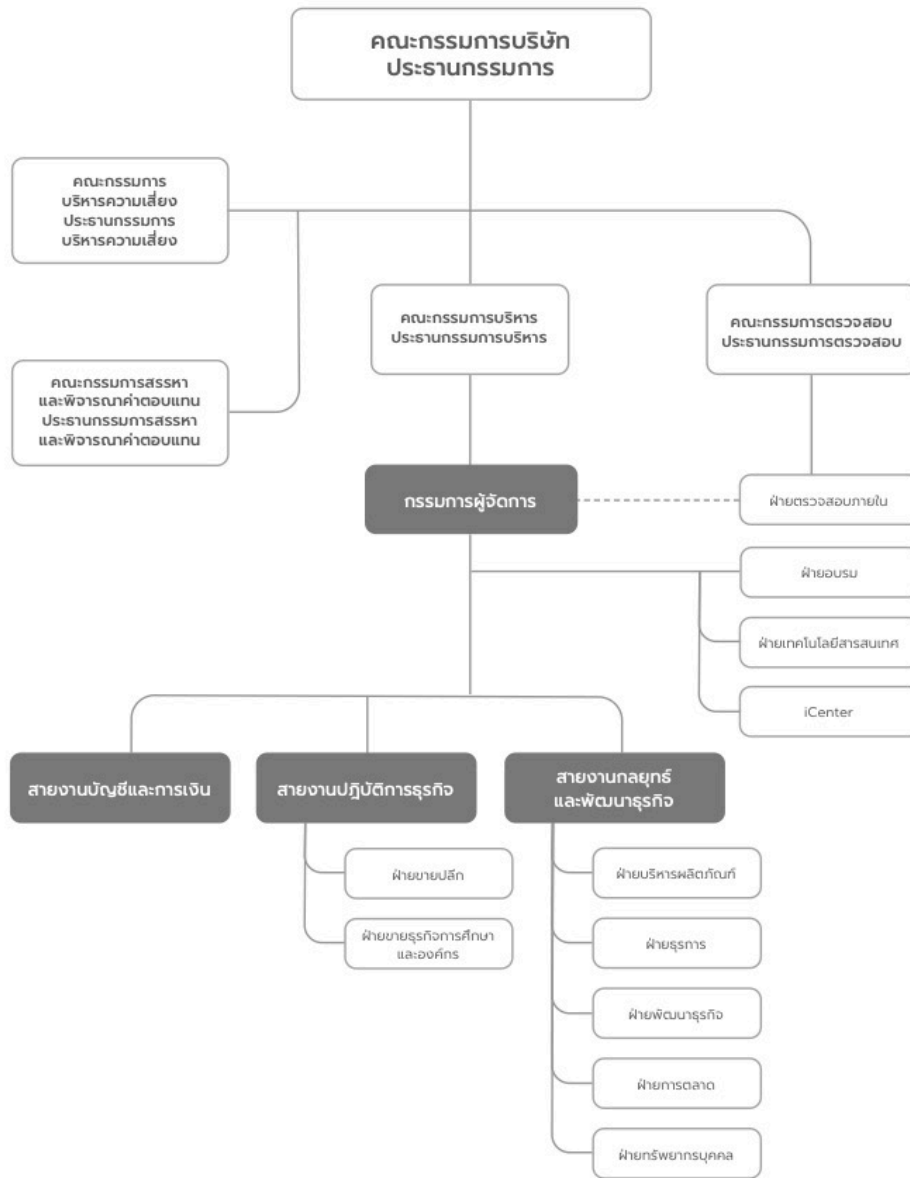 คณะกรรมการบริษัท
ประธานกรรมการ
คณะกรรมการ
บริหารความเสี่ยง
ประธานกรรมการ
บริหารความเสี่ยง
คณะกรรมการบริหาร
ประธานกรรมการบริหาร
คณะกรรมการตรวจสอบ
ประธานกรรมการตรวจสอบ
คณะกรรมการสรรหา
และพิจารณาค่าตอบแทน
ประธานกรรมการสรรหา
และพิจารณาค่าตอบแทน
กรรมการผู้จัดการ
ฝ่ายตรวจสอบภายใน
ฝ่ายอบรม
ฝ่ายเทคโนโลยีสารสนเทศ
iCenter
สายงานบัญชีและการเงิน
สายงานปฎิบัติการธุรกิจ
สายงานกลยุทธ์
และพัฒนาธุรกิจ
ฝ่ายขายปลีก
ฝ่ายขายธุรกิจการศึกษา
และองค์กร
ฝ่ายบริหารผลิตภัณฑ์
ฝ่ายธุรการ
ฝ่ายพัฒนาธุรกิจ
ฝ่ายการตลาด
ฝ่ายทรัพยากรบุคคล